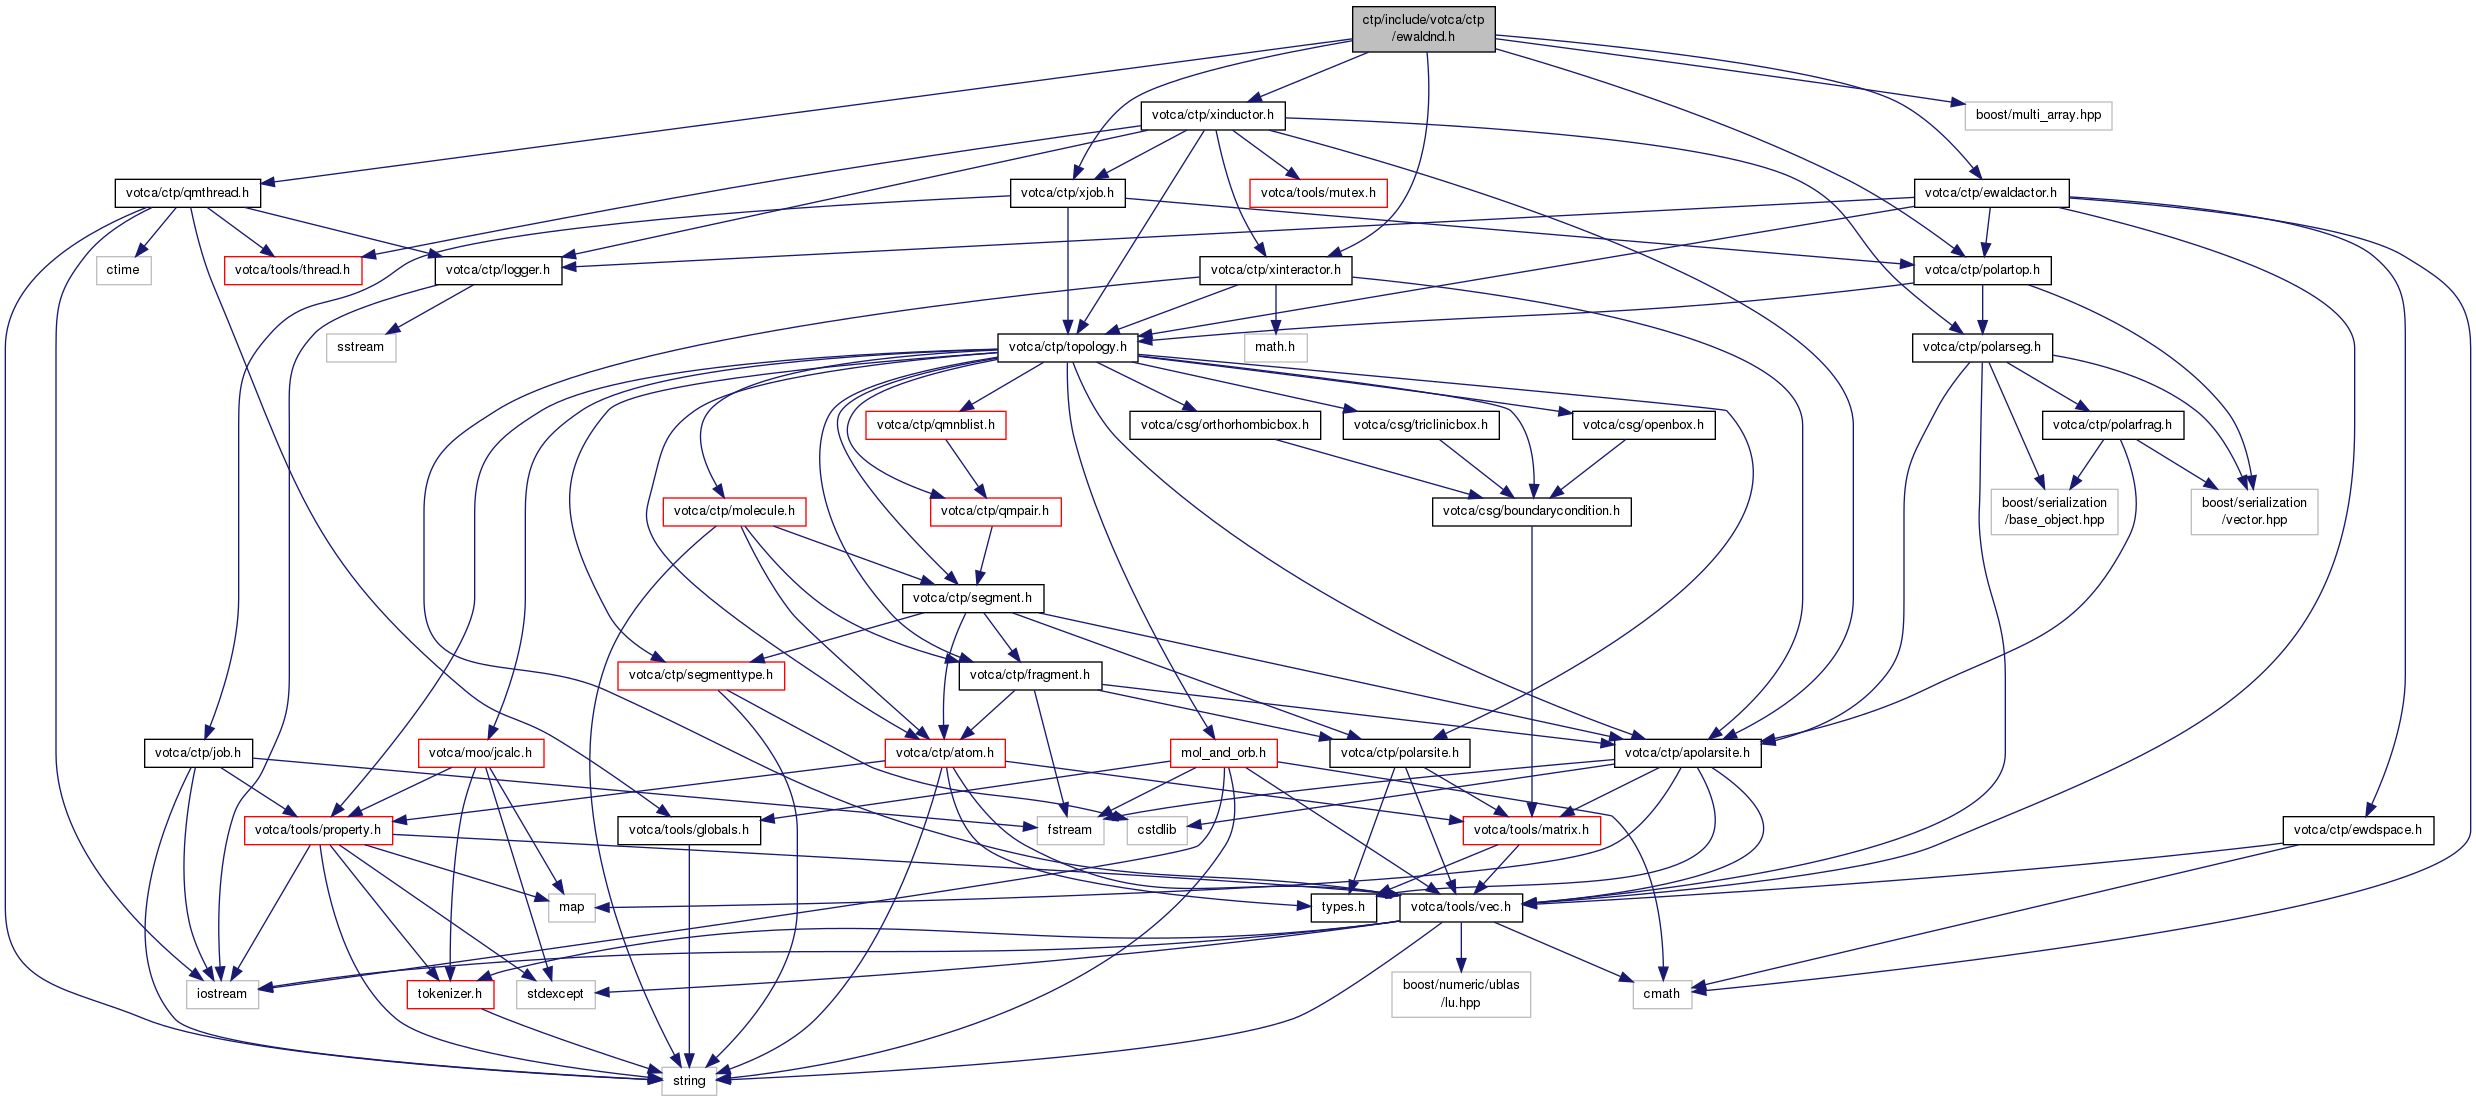 ctp/include/votca/ctp
/ewaldnd.h
votca/ctp/xinductor.h
boost/multi_array.hpp
votca/ctp/qmthread.h
votca/ctp/xjob.h
votca/tools/mutex.h
votca/ctp/ewaldactor.h
ctime
votca/tools/thread.h
votca/ctp/logger.h
votca/ctp/xinteractor.h
votca/ctp/polartop.h
sstream
votca/ctp/topology.h
math.h
votca/ctp/polarseg.h
votca/ctp/qmnblist.h
votca/csg/orthorhombicbox.h
votca/csg/triclinicbox.h
votca/csg/openbox.h
votca/ctp/polarfrag.h
votca/ctp/molecule.h
votca/ctp/qmpair.h
votca/csg/boundarycondition.h
boost/serialization
/base_object.hpp
boost/serialization
/vector.hpp
votca/ctp/segment.h
votca/ctp/segmenttype.h
votca/ctp/fragment.h
votca/ctp/job.h
votca/moo/jcalc.h
votca/ctp/atom.h
mol_and_orb.h
votca/ctp/polarsite.h
votca/ctp/apolarsite.h
votca/tools/property.h
votca/tools/globals.h
fstream
cstdlib
votca/tools/matrix.h
votca/ctp/ewdspace.h
map
types.h
votca/tools/vec.h
iostream
tokenizer.h
stdexcept
boost/numeric/ublas
/lu.hpp
cmath
string